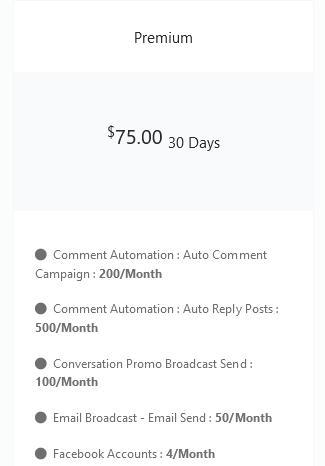 Premium
$75.00 30 Days
Comment Automation : Auto Comment
Campaign : 200/Month
Comment Automation : Auto Reply Posts :
500/Month
Conversation Promo Broadcast Send :
100/Month
Email Broadcast - Email Send : 50/Month
Facebook Accounts : 4/Month